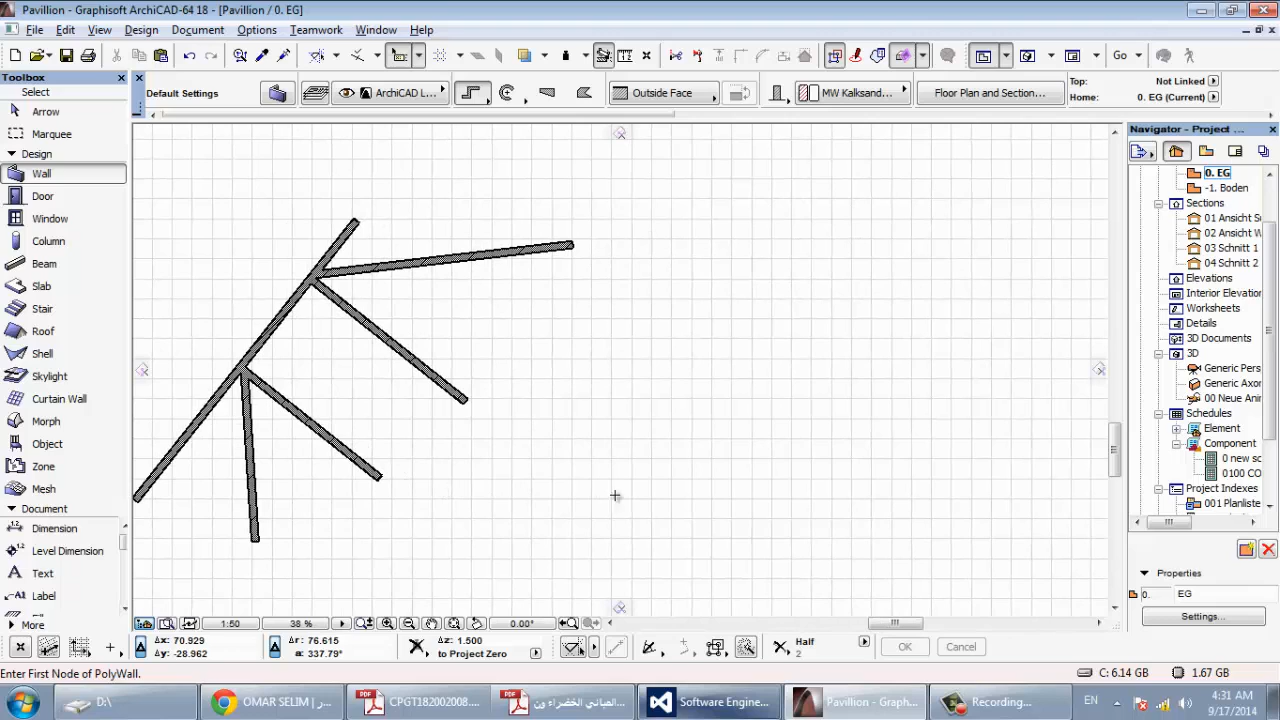 Pavillion - Graphisoft ArchiCAD-64 18 - [Pavillion / 0. EG]
File Edit View Design Document Options Teamwork Window Help
Go
Toolbox
Select
Arrow
Marquee
Design
Wall
Door
Window
Column
Beam
Slab
Stair
Roof
Shell
Skylight
Curtain Wall
Morph
Object
Zone
Mesh
Document
Dimension
Level Dimension
Text
Label
More
Default Settings
ArchiCAD L...
Outside Face
MW Kalksand...
Floor Plan and Section...
Top: Not Linked
Home: 0. EG (Current)
Navigator - Project ...
0. EG
-1. Boden
Sections
01 Ansicht S
02 Ansicht W
03 Schnitt 1
04 Schnitt 2
Elevations
Interior Elevation
Worksheets
Details
3D Documents
3D
Generic Pers
Generic Axon
00 Neue Ani
Schedules
Element
Component
0 new sc
0100 CO
Project Indexes
001 Planliste
Properties
0. EG
Settings...
1:50
38 %
0.00°
Δx: 70.929
Δy: -28.962
Δr: 76.615
a: 337.79°
Δz: 1.500
to Project Zero
Half
2
OK
Cancel
Enter First Node of PolyWall.
C: 6.14 GB
1.67 GB
D:\
OMAR SELIM | ...
CPGT182002008....
المباني الخضراء ون...
Software Enginee...
Pavillion - Graph...
Recording...
EN
4:31 AM
9/17/2014